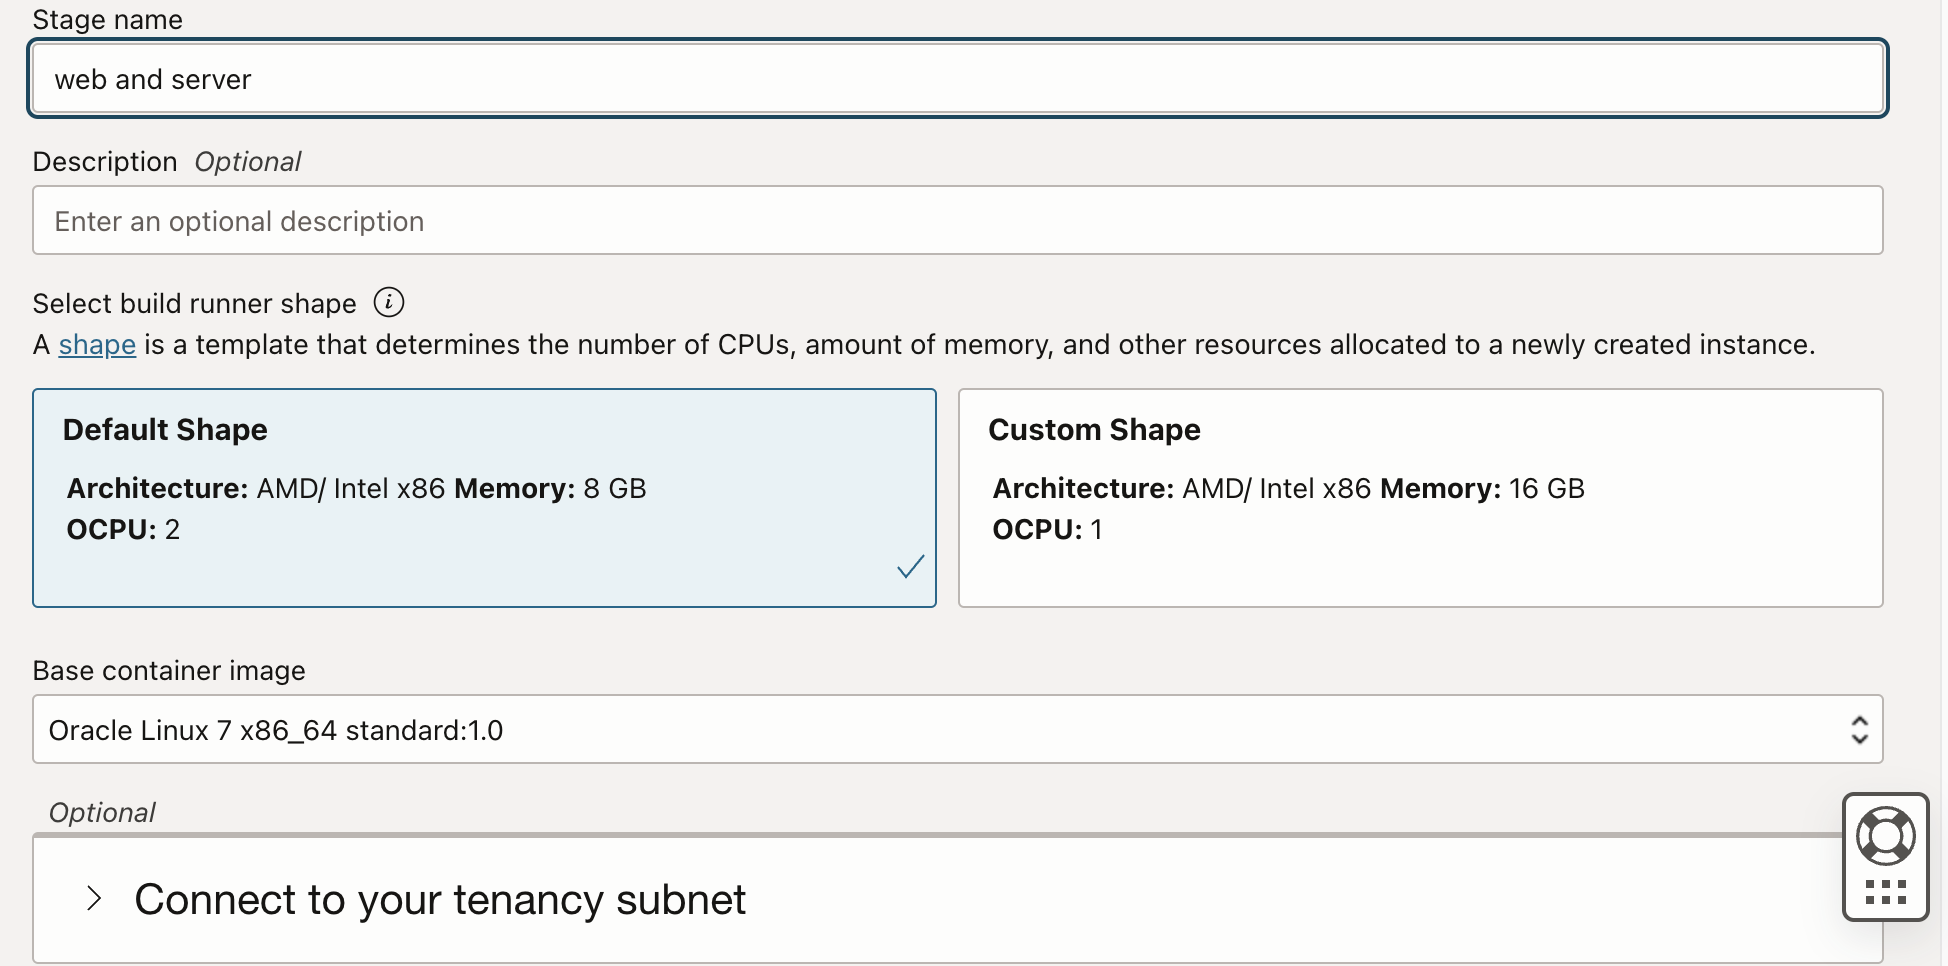 Stage name
web and server
Description Optional
Enter an optional description
Select build runner shape i
A shape is a template that determines the number of CPUs, amount of memory, and other resources allocated to a newly created instance.
Default Shape
Architecture: AMD/ Intel x86 Memory: 8 GB
OCPU: 2
Custom Shape
Architecture: AMD/ Intel x86 Memory: 16 GB
OCPU: 1
Base container image
Oracle Linux 7 x86_64 standard:1.0
Optional
Connect to your tenancy subnet